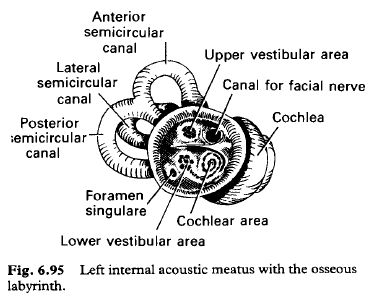 Anterior
semicircular
canal
Upper vestibular area
Lateral
semicircular
canal
Canal for facial nerve
Cochlea
Posterior
semicircular
canal
Foramen
singulare
Cochlear area
Lower vestibular area
Fig. 6.95 Left internal acoustic meatus with the osseous
labyrinth.